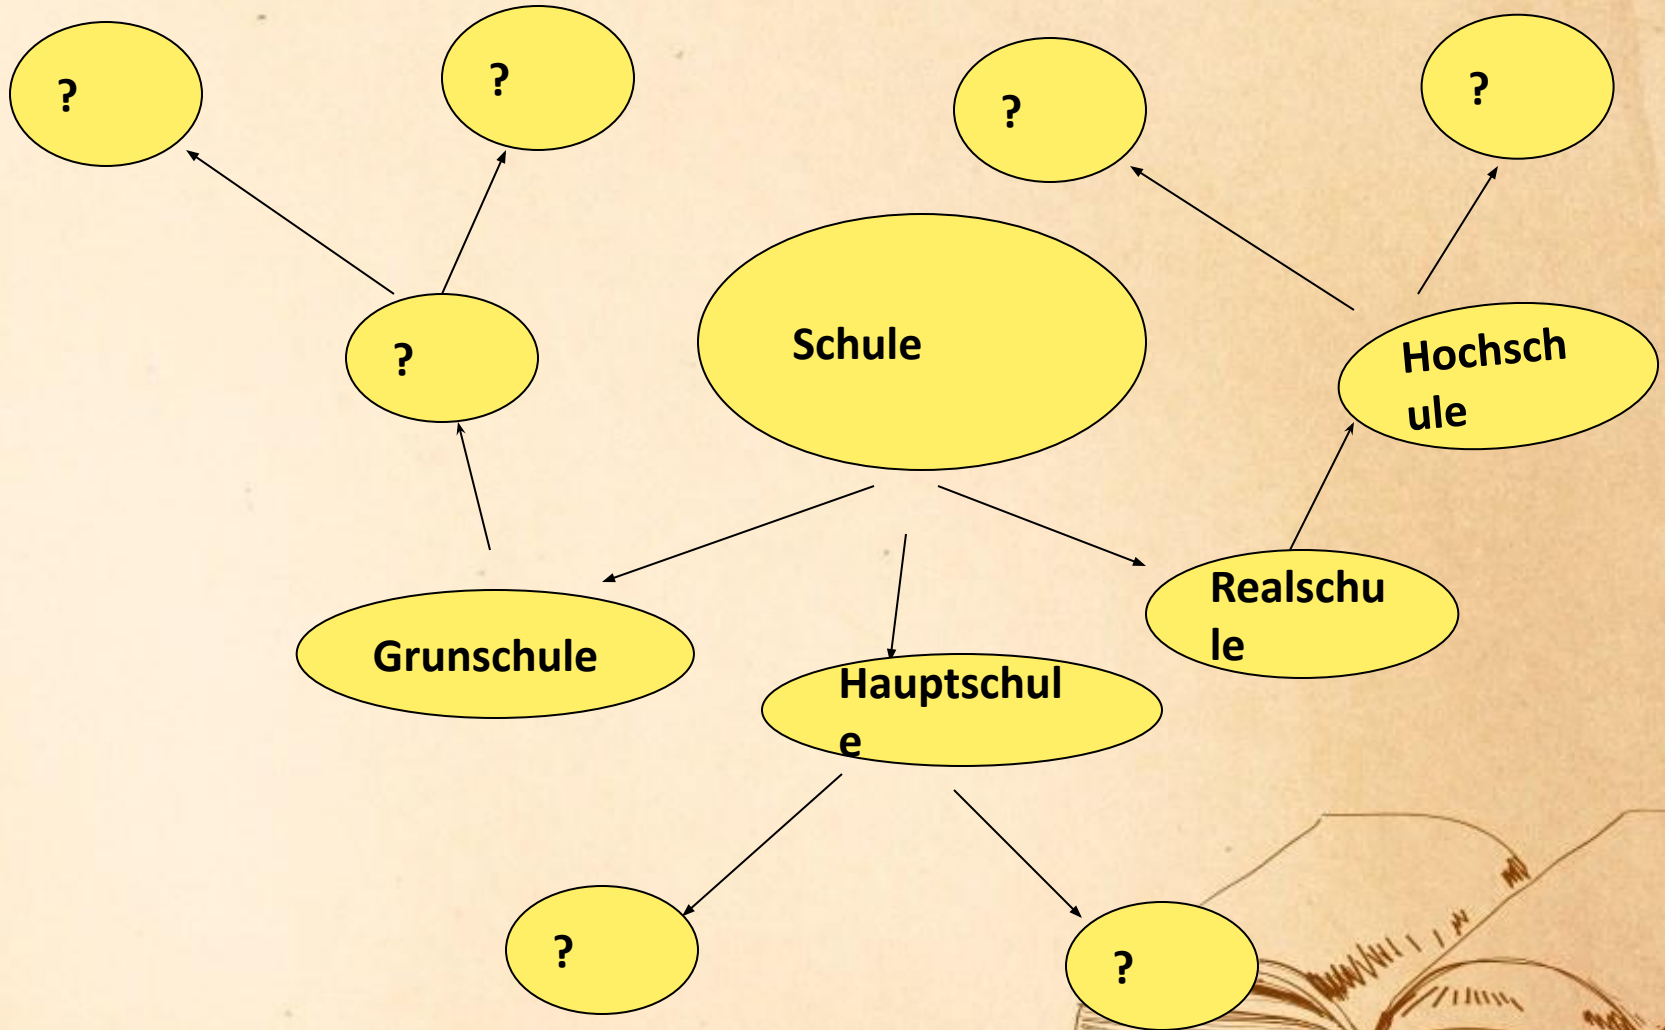 ?
?
?
?
Schule
?
Hochsch
ule
Grunschule
Realschu
le
Hauptschul
e
?
?